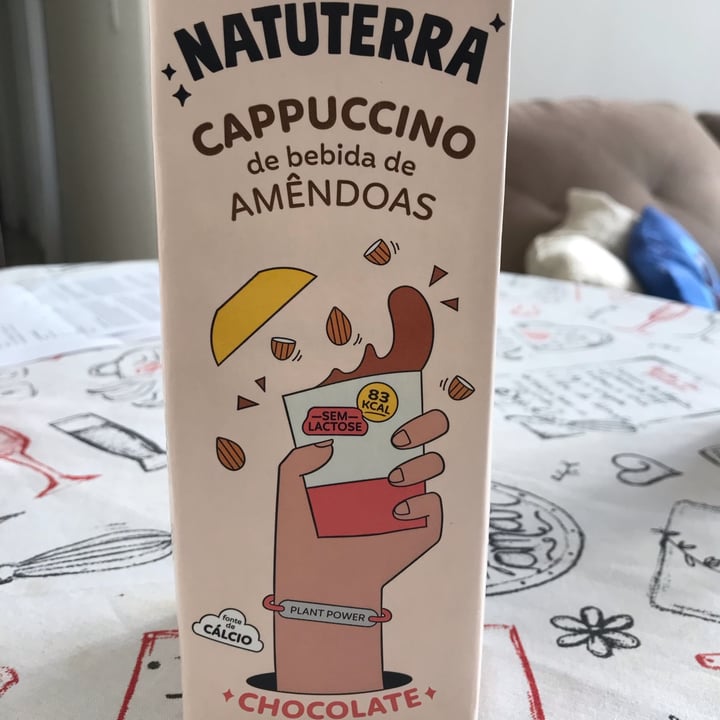 NATUTERRA
CAPPUCCINO
de bebida de
AMÊNDOAS
83
KCAL
SEM
LACTOSE
PLANT POWER
fonte
de
CÁLCIO
CHOCOLATE